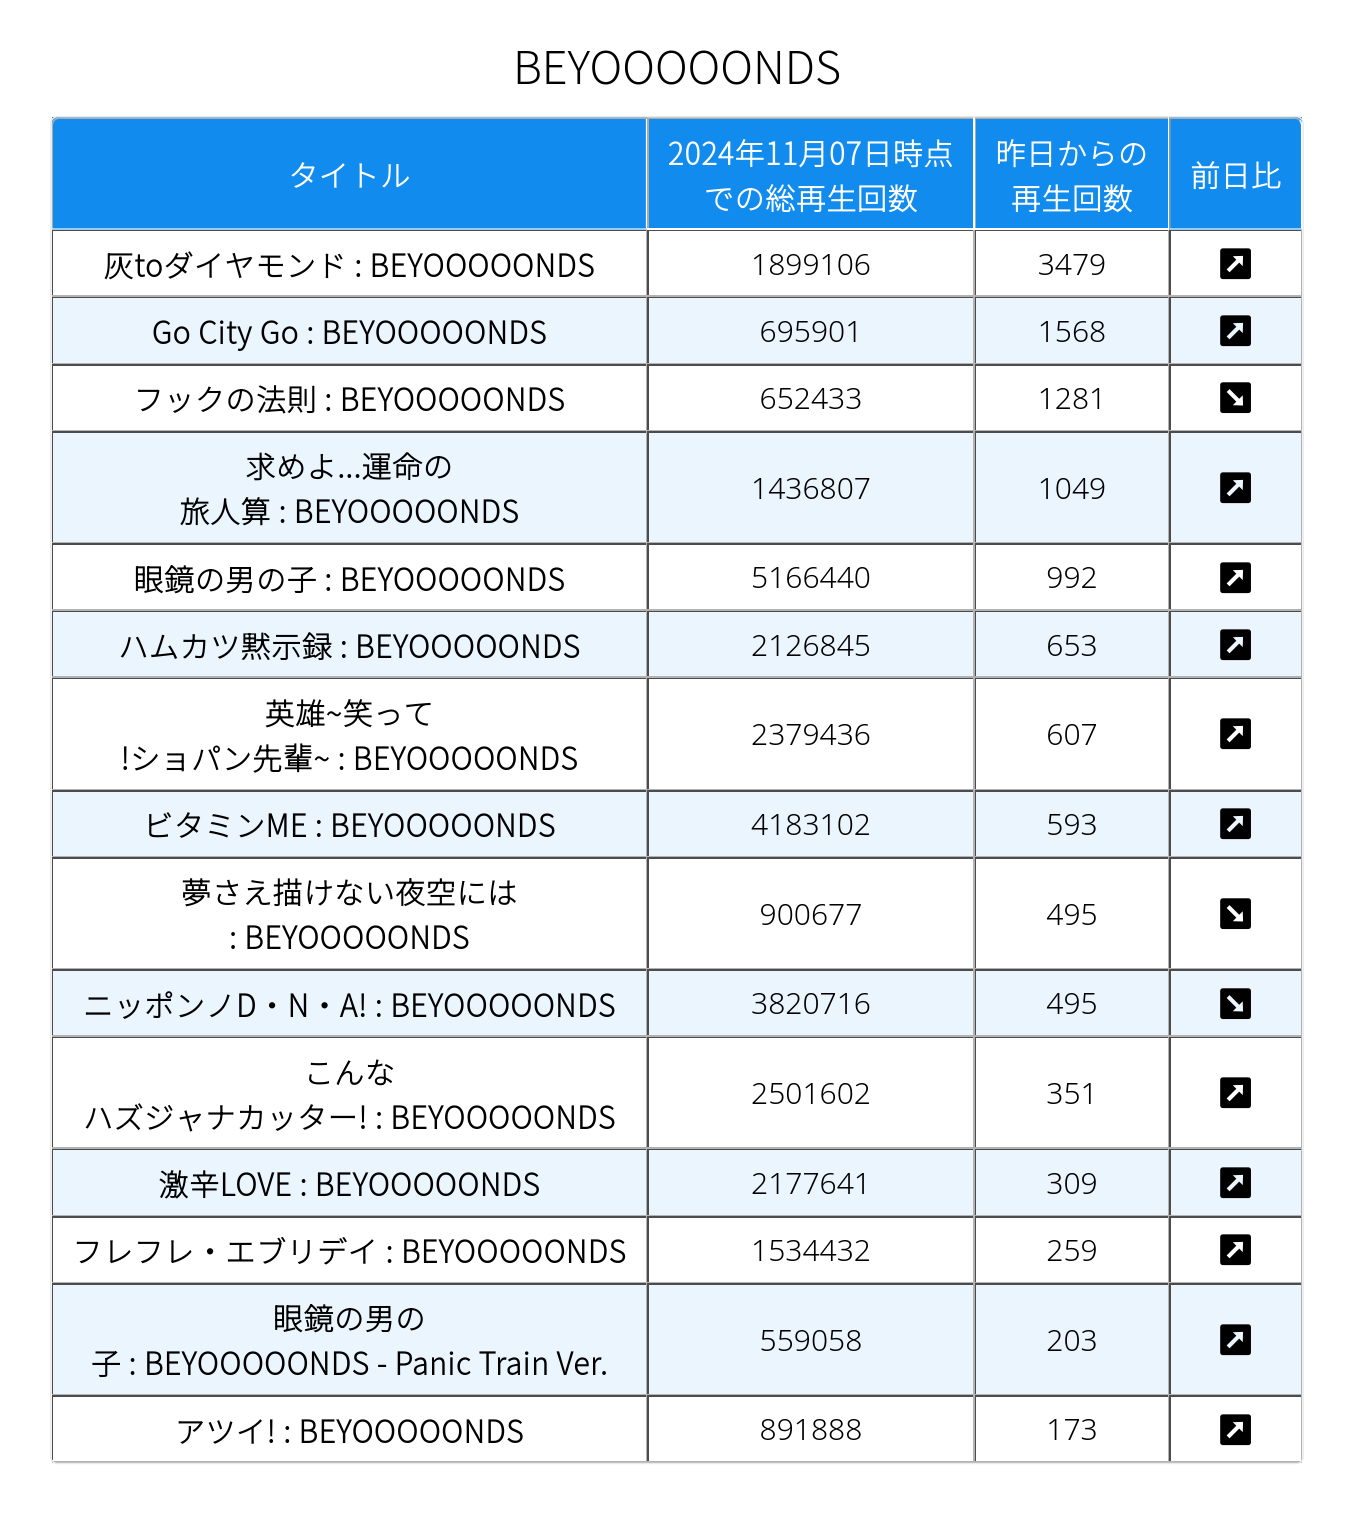 BEYOOOOONDS
タイトル
2024年11月07日時点
での総再生回数
昨日からの
再生回数
前日比
灰toダイヤモンド : BEYOOOOONDS
1899106
3479
Go City Go : BEYOOOOONDS
695901
1568
フックの法則 : BEYOOOOONDS
652433
1281
求めよ...運命の
旅人算 : BEYOOOOONDS
1436807
1049
眼鏡の男の子 : BEYOOOOONDS
5166440
992
ハムカツ黙示録 : BEYOOOOONDS
2126845
653
英雄~笑って
!ショパン先輩~ : BEYOOOOONDS
2379436
607
ビタミンME : BEYOOOOONDS
4183102
593
夢さえ描けない夜空には
: BEYOOOOONDS
900677
495
ニッポンノD・N・A! : BEYOOOOONDS
3820716
495
こんな
ハズジャナカッター! : BEYOOOOONDS
2501602
351
激辛LOVE : BEYOOOOONDS
2177641
309
フレフレ・エブリデイ : BEYOOOOONDS
1534432
259
眼鏡の男の
子 : BEYOOOOONDS - Panic Train Ver.
559058
203
アツイ! : BEYOOOOONDS
891888
173